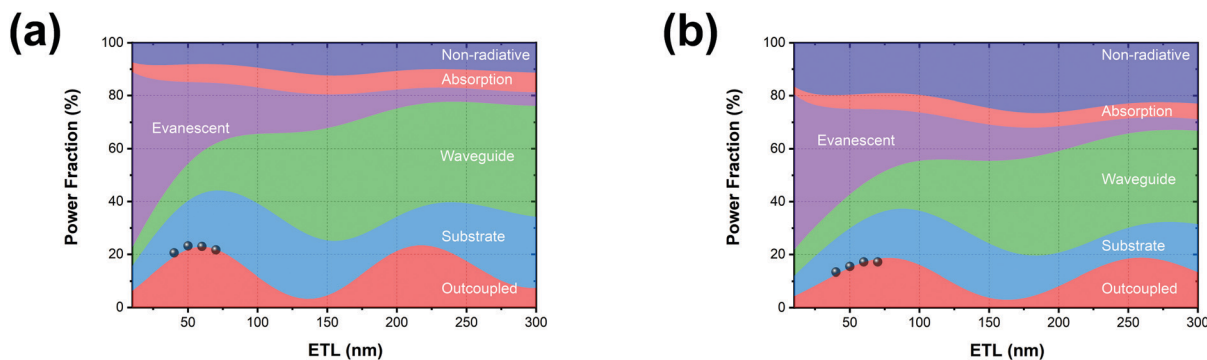 (a)
Power Fraction (%)
100
80
60
40
20
0
Non-radiative
Absorption
Evanescent
Waveguide
Substrate
Outcoupled
50
100
150
200
250
300
ETL (nm)
(b)
Power Fraction (%)
100
80
60
40
20
0
Non-radiative
Absorption
Evanescent
Waveguide
Substrate
Outcoupled
50
100
150
200
250
300
ETL (nm)